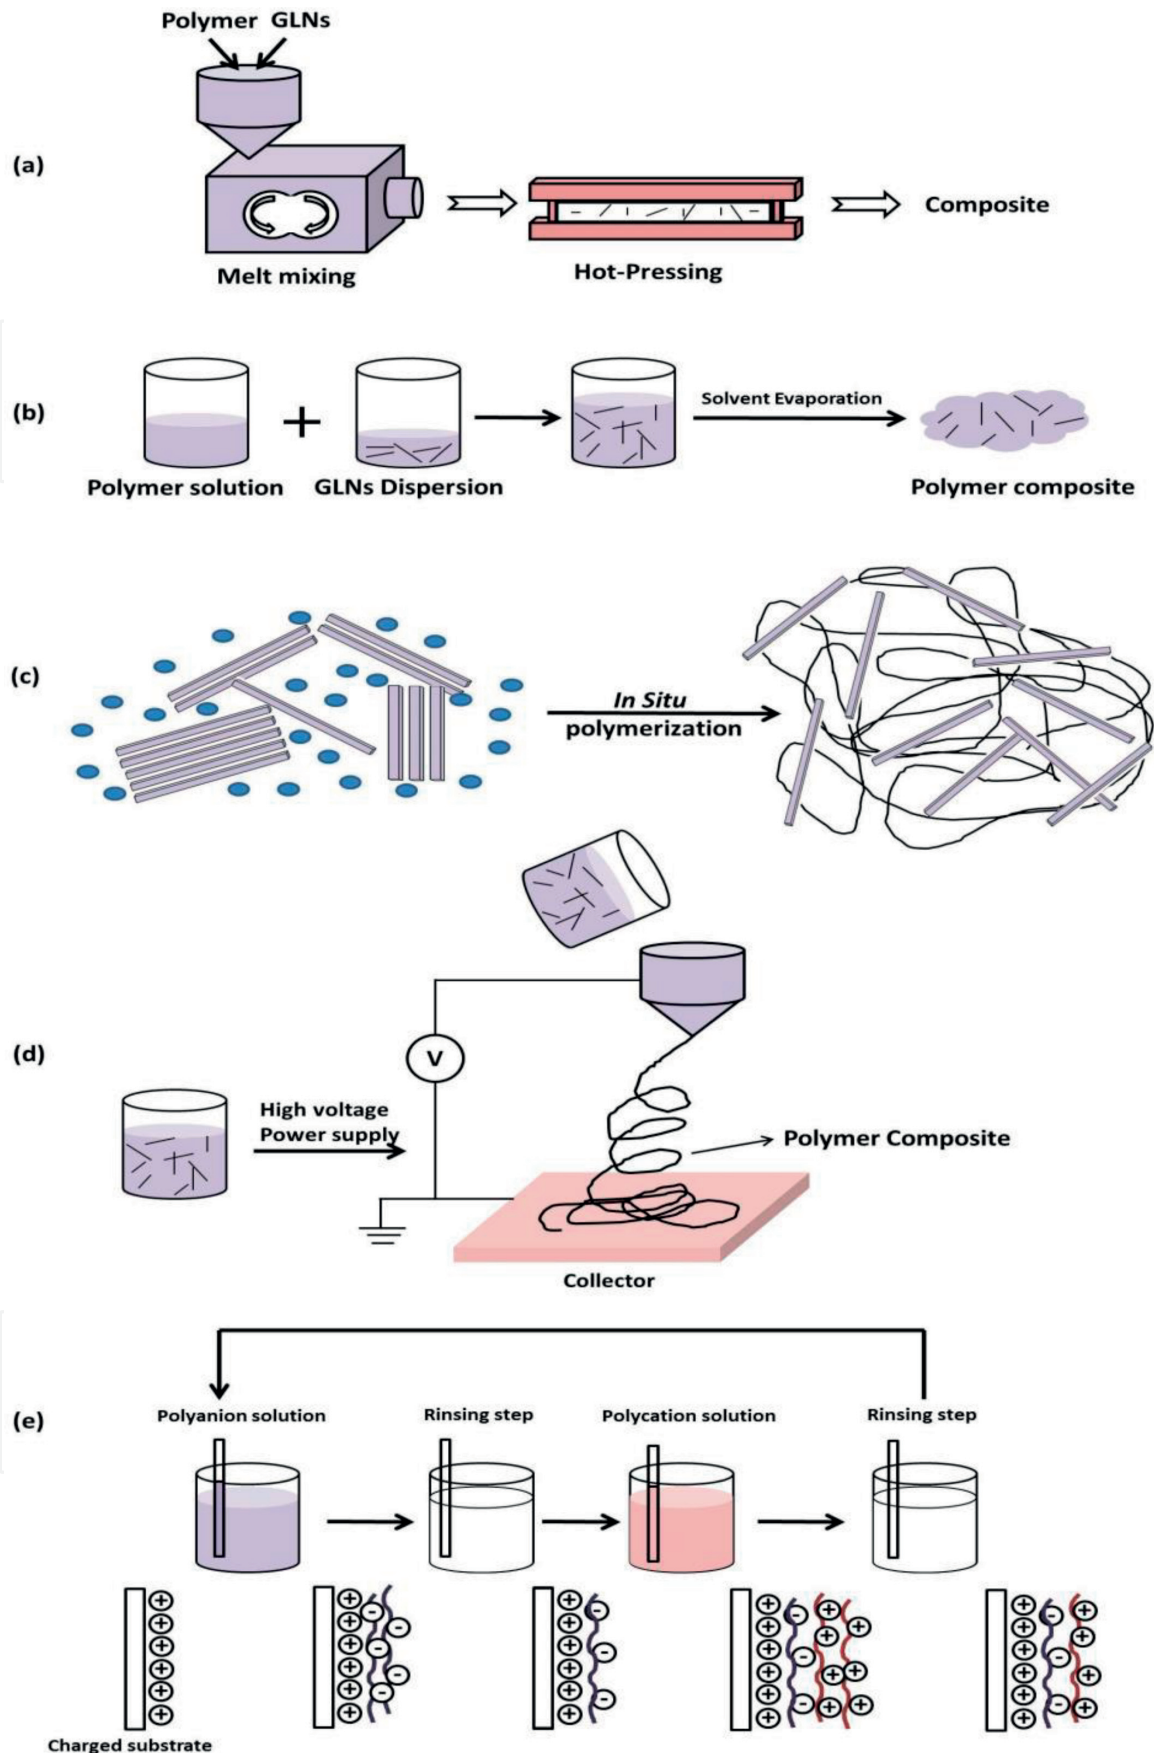 Polymer GLNs
(a)
Composite
Melt mixing
Hot-Pressing
(b)
Solvent Evaporation
+
Polymer solution
GLNs Dispersion
Polymer composite
(c)
In Situ
polymerization
(d)
V
High voltage
Power supply
Polymer Composite
Collector
(e)
Polyanion solution
Rinsing step
Polycation solution
Rinsing step
Charged substrate